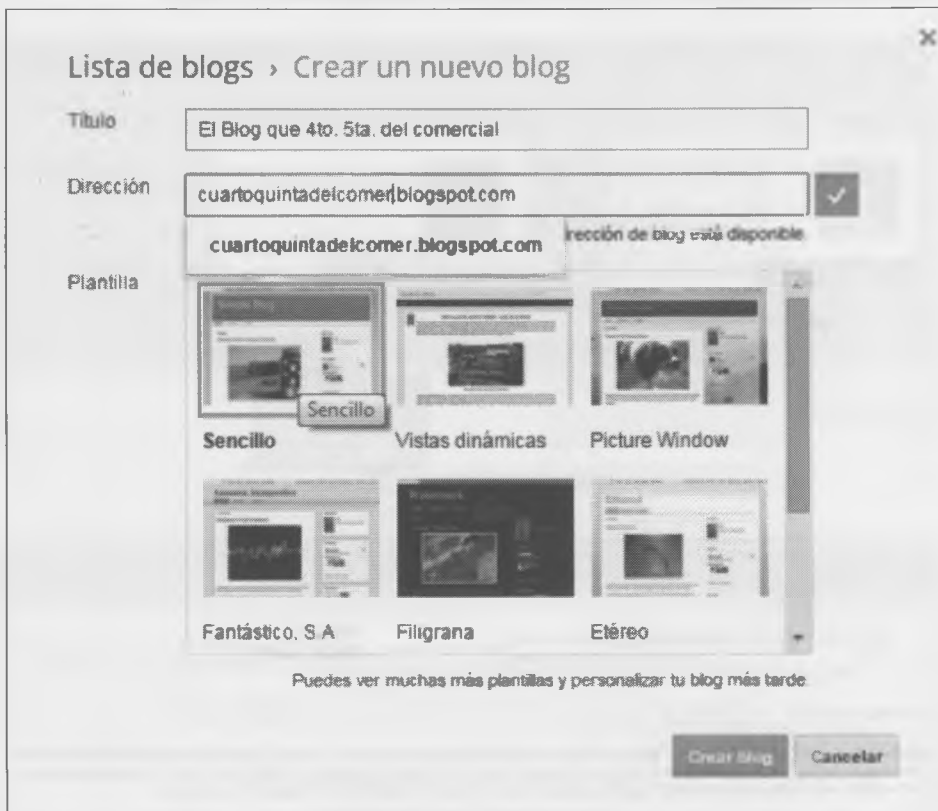 ×
Lista de blogs › Crear un nuevo blog
Título
El Blog que 4to. 5ta. del comercial
Dirección
cuartoquintadelcomer.blogspot.com
rección de blog está disponible.
cuartoquintadelcomer.blogspot.com
Plantilla
Sencillo
Sencillo Vistas dinámicas Picture Window
Fantástico, S.A. Filigrana Etéreo
Puedes ver muchas más plantillas y personalizar tu blog más tarde.
Crear blog Cancelar